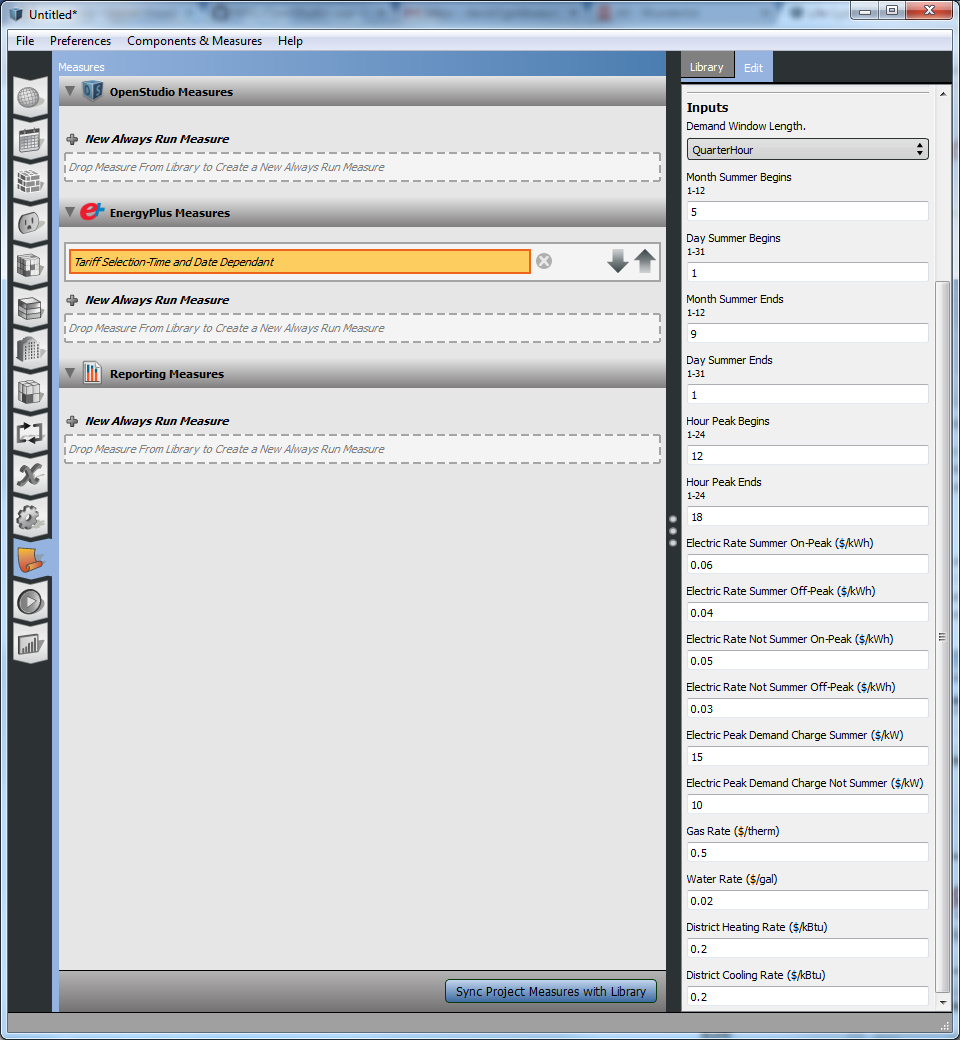 Untitled*
File Preferences Components & Measures Help
Measures
OpenStudio Measures
New Always Run Measure
Drop Measure From Library to Create a New Always Run Measure
EnergyPlus Measures
Tariff Selection-Time and Date Dependant
New Always Run Measure
Drop Measure From Library to Create a New Always Run Measure
Reporting Measures
New Always Run Measure
Drop Measure From Library to Create a New Always Run Measure
Sync Project Measures with Library
Library Edit
Inputs
Demand Window Length.
QuarterHour
Month Summer Begins
1-12
5
Day Summer Begins
1-31
1
Month Summer Ends
1-12
9
Day Summer Ends
1-31
1
Hour Peak Begins
1-24
12
Hour Peak Ends
1-24
18
Electric Rate Summer On-Peak ($/kWh)
0.06
Electric Rate Summer Off-Peak ($/kWh)
0.04
Electric Rate Not Summer On-Peak ($/kWh)
0.05
Electric Rate Not Summer Off-Peak ($/kWh)
0.03
Electric Peak Demand Charge Summer ($/kW)
15
Electric Peak Demand Charge Not Summer ($/kW)
10
Gas Rate ($/therm)
0.5
Water Rate ($/gal)
0.02
District Heating Rate ($/kBtu)
0.2
District Cooling Rate ($/kBtu)
0.2